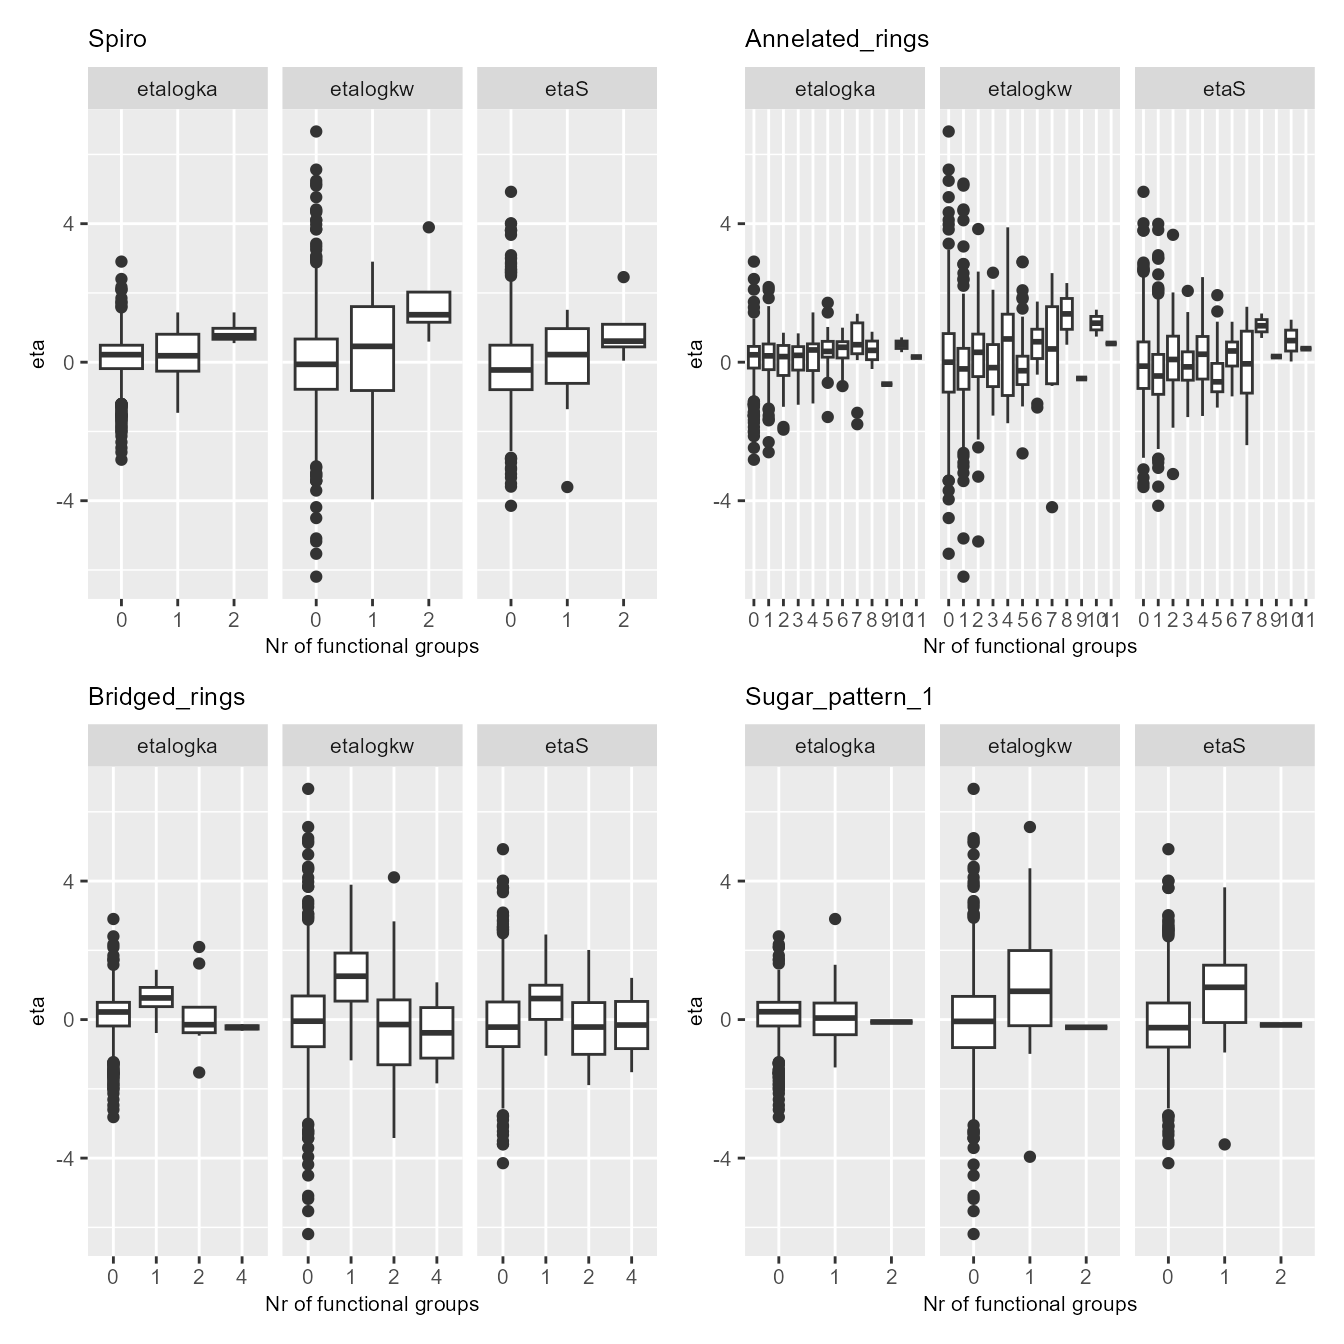 Spiro
etalogka etalogkw etaS
4
0
-4
eta
0 1 2 0 1 2 0 1 2
Nr of functional groups
Annelated_rings
etalogka etalogkw etaS
4
0
-4
eta
0 1 2 3 4 5 6 7 8 9 10 11 0 1 2 3 4 5 6 7 8 9 10 11 0 1 2 3 4 5 6 7 8 9 10 11
Nr of functional groups
Bridged_rings
etalogka etalogkw etaS
4
0
-4
eta
0 1 2 4 0 1 2 4 0 1 2 4
Nr of functional groups
Sugar_pattern_1
etalogka etalogkw etaS
4
0
-4
eta
0 1 2 0 1 2 0 1 2
Nr of functional groups